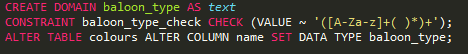 CREATE DOMAIN baloon_type AS text
CONSTRAINT baloon_type_check CHECK (VALUE ~ '([A-Za-z]+( )*)+');
ALTER TABLE colours ALTER COLUMN name SET DATA TYPE baloon_type;